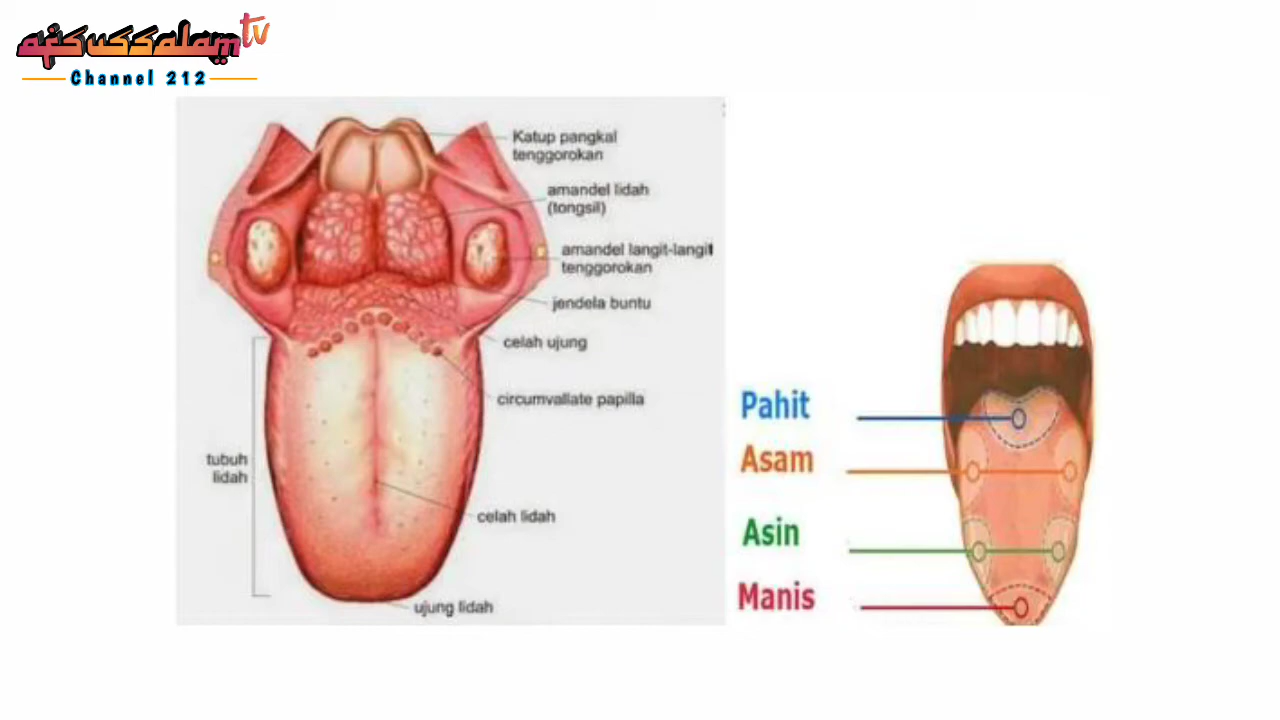 apsussalam tv
Channel 212
Katup pangkal
tenggorokan
amandel lidah
(tongsil)
amandel langit-langit
tenggorokan
jendela buntu
celah ujung
circumvallate papilla
tubuh
lidah
celah lidah
ujung lidah
Pahit
Asam
Asin
Manis